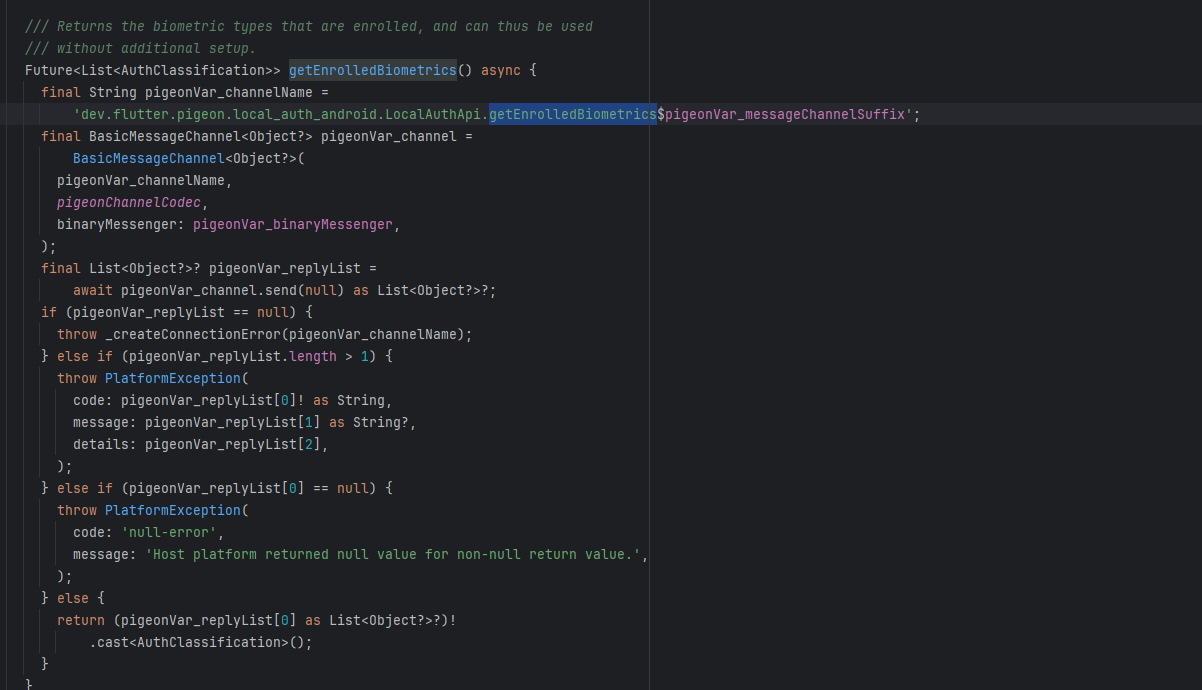 /// Returns the biometric types that are enrolled, and can thus be used
/// without additional setup.
Future<List<AuthClassification>> getEnrolledBiometrics() async {
  final String pigeonVar_channelName =
      'dev.flutter.pigeon.local_auth_android.LocalAuthApi.getEnrolledBiometrics$pigeonVar_messageChannelSuffix';
  final BasicMessageChannel<Object?> pigeonVar_channel =
      BasicMessageChannel<Object?>(
    pigeonVar_channelName,
    pigeonChannelCodec,
    binaryMessenger: pigeonVar_binaryMessenger,
  );
  final List<Object?>? pigeonVar_replyList =
      await pigeonVar_channel.send(null) as List<Object?>?;
  if (pigeonVar_replyList == null) {
    throw _createConnectionError(pigeonVar_channelName);
  } else if (pigeonVar_replyList.length > 1) {
    throw PlatformException(
      code: pigeonVar_replyList[0]! as String,
      message: pigeonVar_replyList[1] as String?,
      details: pigeonVar_replyList[2],
    );
  } else if (pigeonVar_replyList[0] == null) {
    throw PlatformException(
      code: 'null-error',
      message: 'Host platform returned null value for non-null return value.',
    );
  } else {
    return (pigeonVar_replyList[0] as List<Object?>?)!
        .cast<AuthClassification>();
  }
}